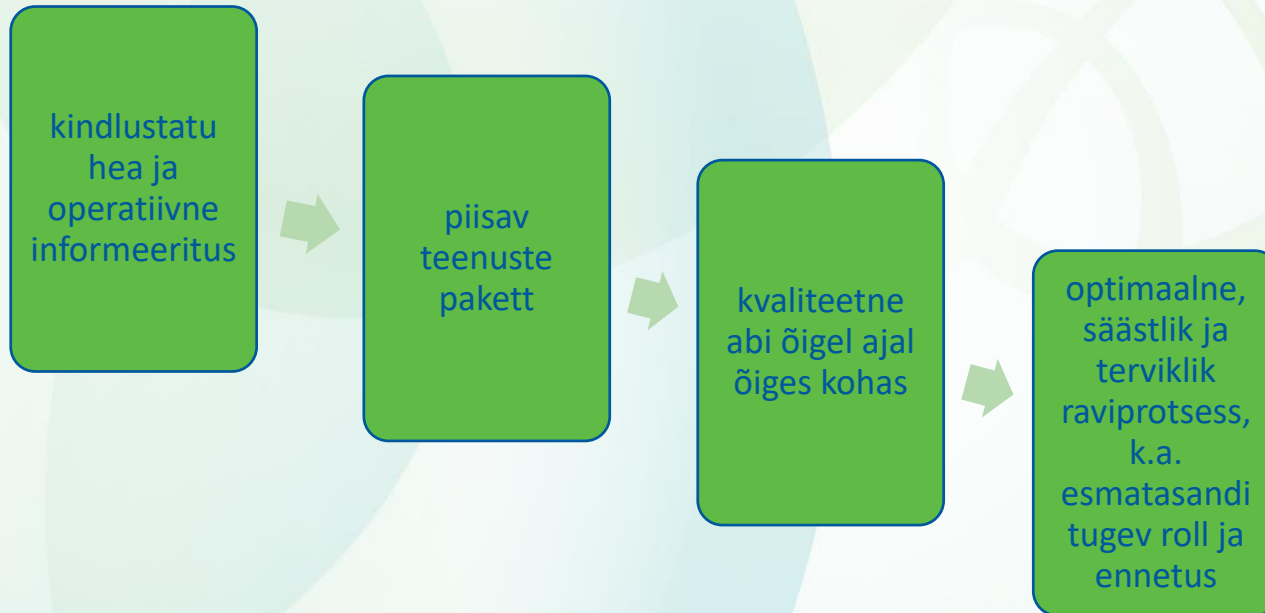 kindlustatu
hea ja
operatiivne
informeeritus
piisav
teenuste
pakett
kvaliteetne
abi õigel ajal
õiges kohas
optimaalne,
säästlik ja
terviklik
raviprotsess,
k.a.
esmatasandi
tugev roll ja
ennetus